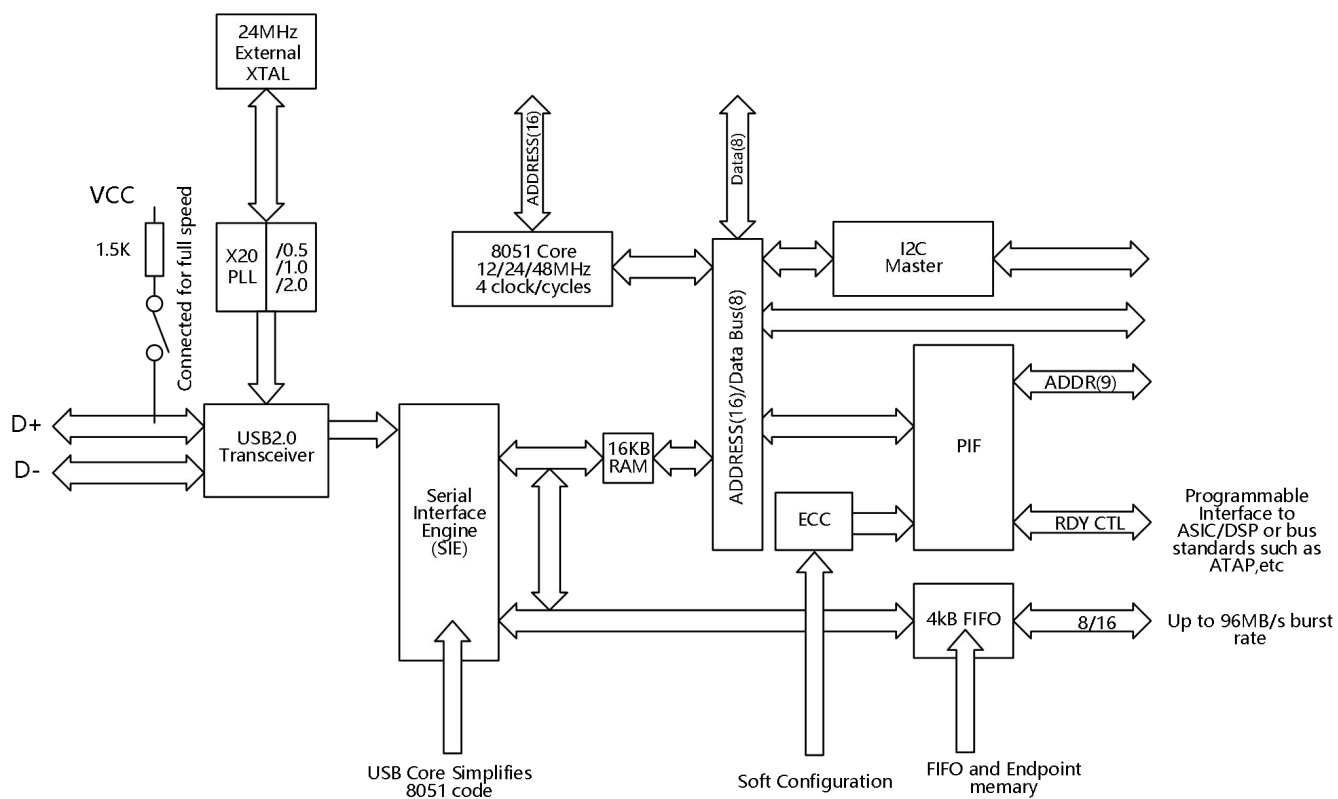 24MHz
External
XTAL
ADDRESS(16)
Data(8)
VCC
1.5K
Connected for full speed
X20
PLL
/0.5
/1.0
/2.0
8051 Core
12/24/48MHz
4 clock/cycles
ADDRESS(16)/Data Bus(8)
I2C
Master
D+
D-
USB2.0
Transceiver
Serial
Interface
Engine
(SIE)
16KB
RAM
PIF
ADDR(9)
ECC
RDY CTL
Programmable
Interface to
ASIC/DSP or bus
standards such as
ATAP,etc
4kB FIFO
8/16
Up to 96MB/s burst
rate
USB Core Simplifies
8051 code
Soft Configuration
FIFO and Endpoint
memory